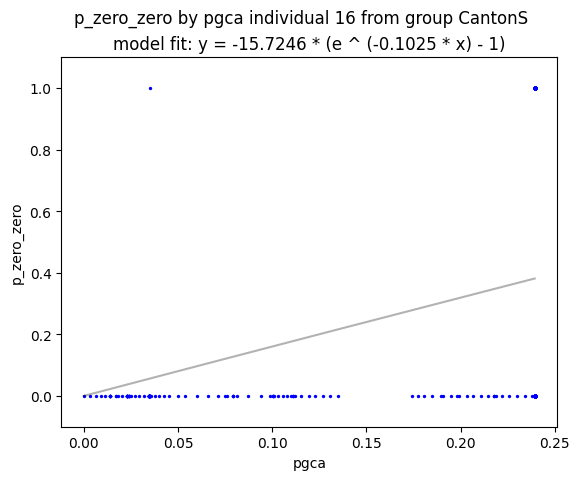 p_zero_zero by pgca individual 16 from group CantonS
model fit: y = -15.7246 * (e ^ (-0.1025 * x) - 1)
1.0
0.8
0.6
0.4
0.2
0.0
p_zero_zero
0.00 0.05 0.10 0.15 0.20 0.25
pgca